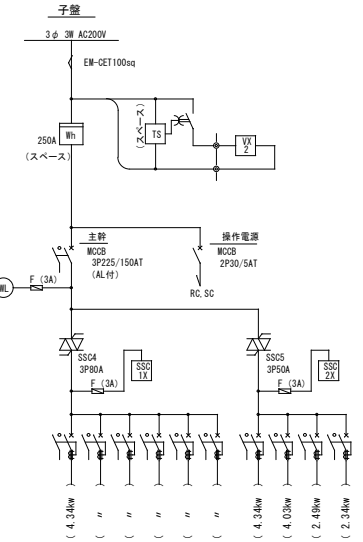 子盤
3φ 3W AC200V
EM-CET100sq
(スペース)
TS
Wh
250A
(スペース)
VX
2
主幹
MCCB
3P225/150AT
(AL付)
操作電源
MCCB
2P30/5AT
RC,SC
WL
F (3A)
SSC4
3P80A
SSC5
3P50A
F (3A)
SSC
1X
F (3A)
SSC
2X
( 4.34kw )
( 〃 )
( 〃 )
( 〃 )
( 〃 )
( 〃 )
( 4.34kw )
( 4.03kw )
( 2.49kw )
( 2.34kw )